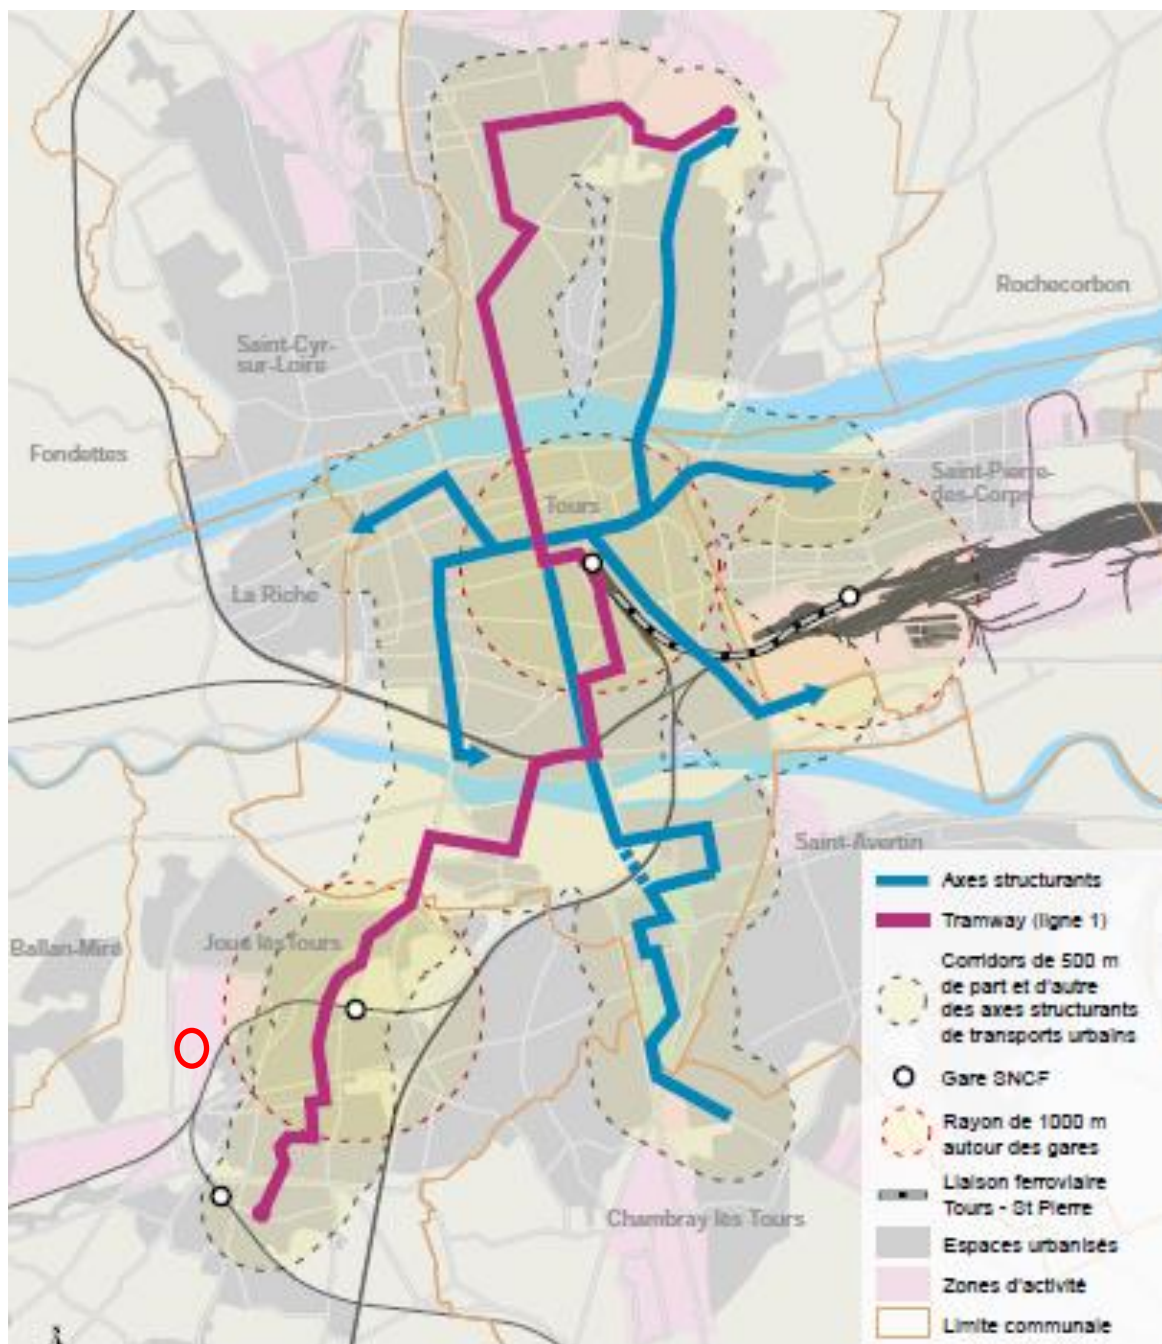 Rochecorbon
Saint-Cyr-
sur-Loire
Fondettes
Saint-Pierre-
des-Corps
Tours
La Riche
Saint-Avertin
Ballan-Miré
Joué lès Tours
Chambray lès Tours
Axes structurants
Tramway (ligne 1)
Corridors de 500 m
de part et d'autre
des axes structurants
de transports urbains
Gare SNCF
Rayon de 1000 m
autour des gares
Liaison ferroviaire
Tours - St Pierre
Espaces urbanisés
Zones d'activité
Limite communale